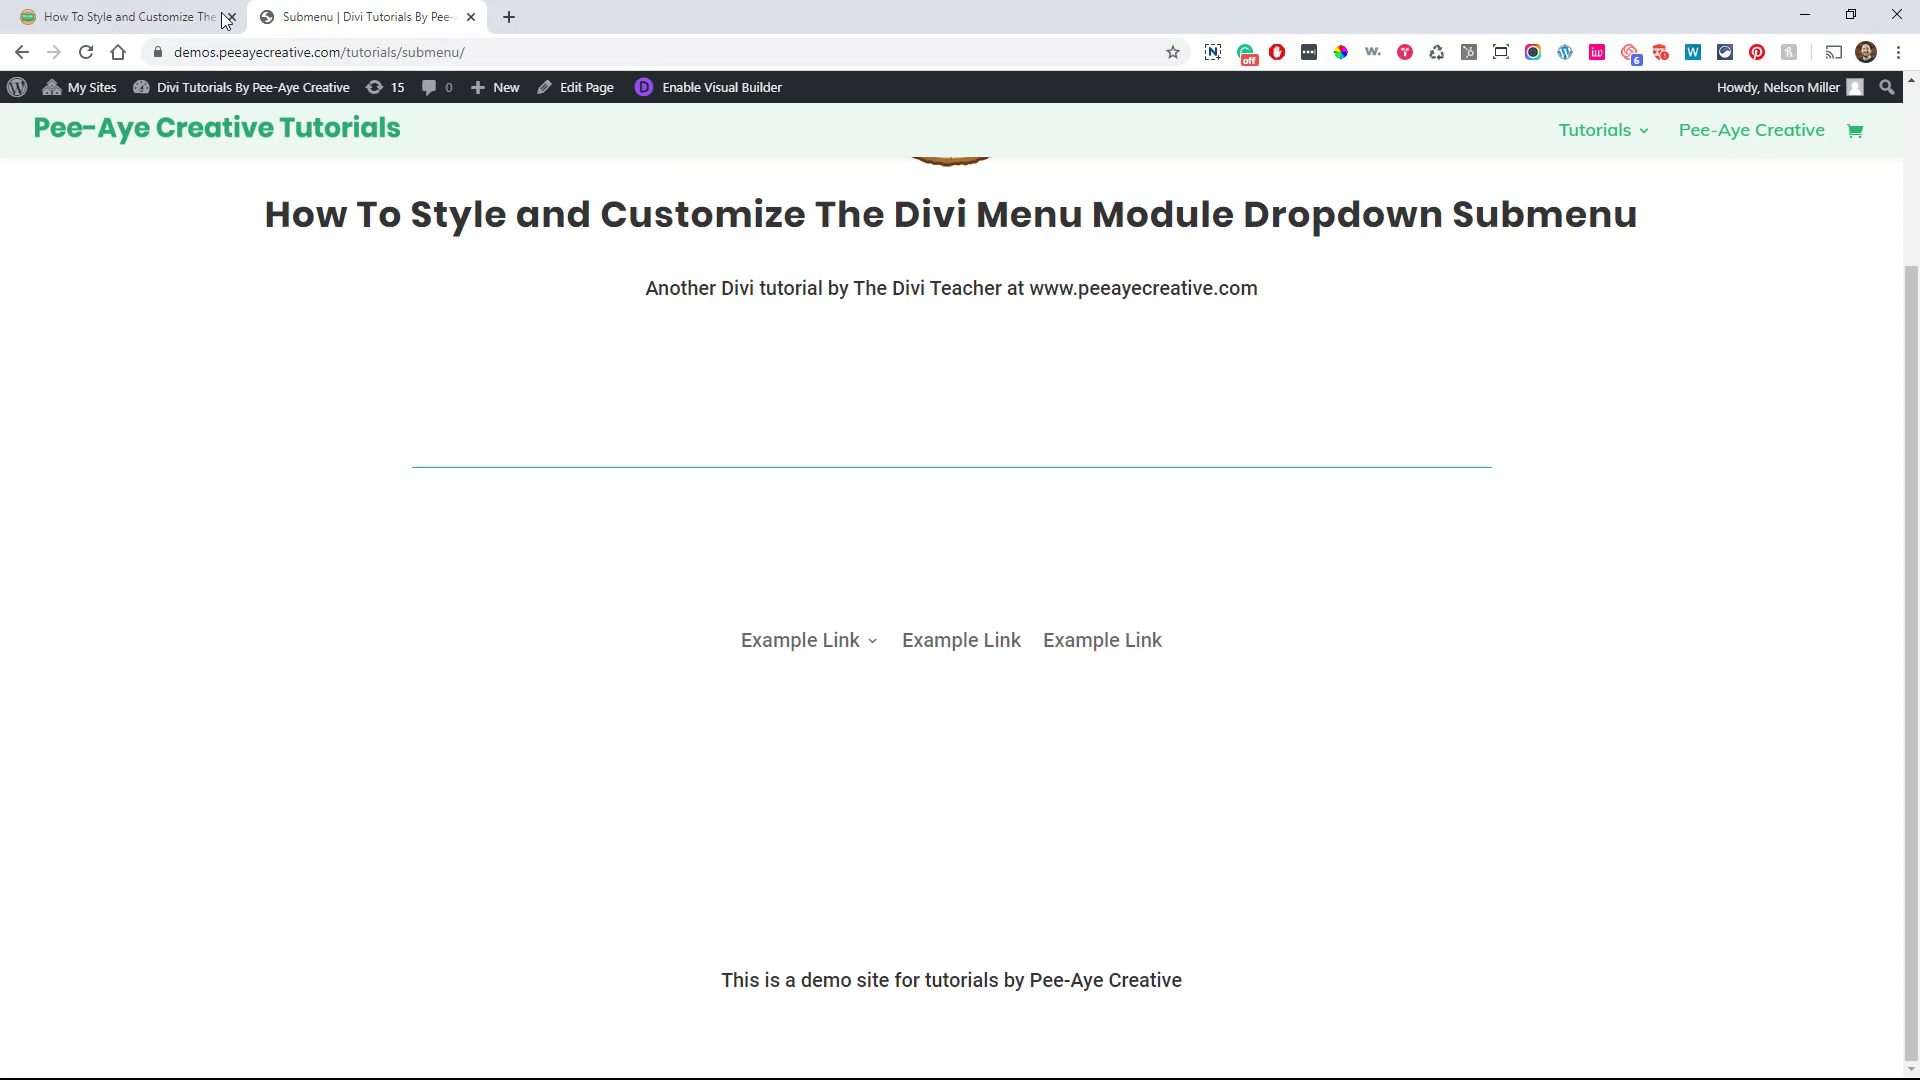 How To Style and Customize The
Submenu | Divi Tutorials By Pee-
demos.peeayecreative.com/tutorials/submenu/
off
6
My Sites
Divi Tutorials By Pee-Aye Creative
15
0
New
Edit Page
D
Enable Visual Builder
Howdy, Nelson Miller
Pee-Aye Creative Tutorials
Tutorials
Pee-Aye Creative
How To Style and Customize The Divi Menu Module Dropdown Submenu
Another Divi tutorial by The Divi Teacher at www.peeayecreative.com
Example Link
Example Link
Example Link
This is a demo site for tutorials by Pee-Aye Creative